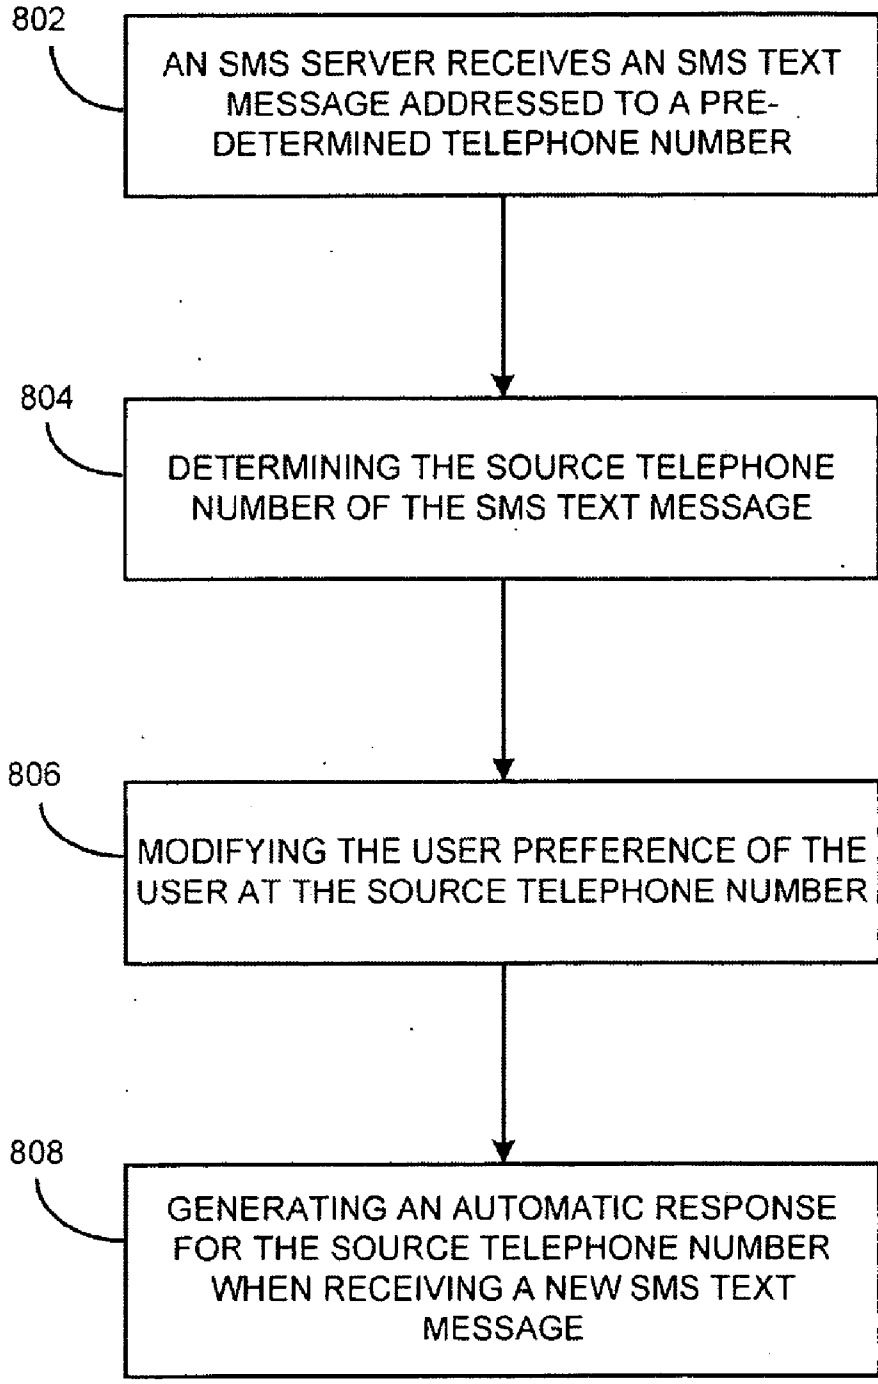 802
AN SMS SERVER RECEIVES AN SMS TEXT
MESSAGE ADDRESSED TO A PRE-
DETERMINED TELEPHONE NUMBER
804
DETERMINING THE SOURCE TELEPHONE
NUMBER OF THE SMS TEXT MESSAGE
806
MODIFYING THE USER PREFERENCE OF THE
USER AT THE SOURCE TELEPHONE NUMBER
808
GENERATING AN AUTOMATIC RESPONSE
FOR THE SOURCE TELEPHONE NUMBER
WHEN RECEIVING A NEW SMS TEXT
MESSAGE